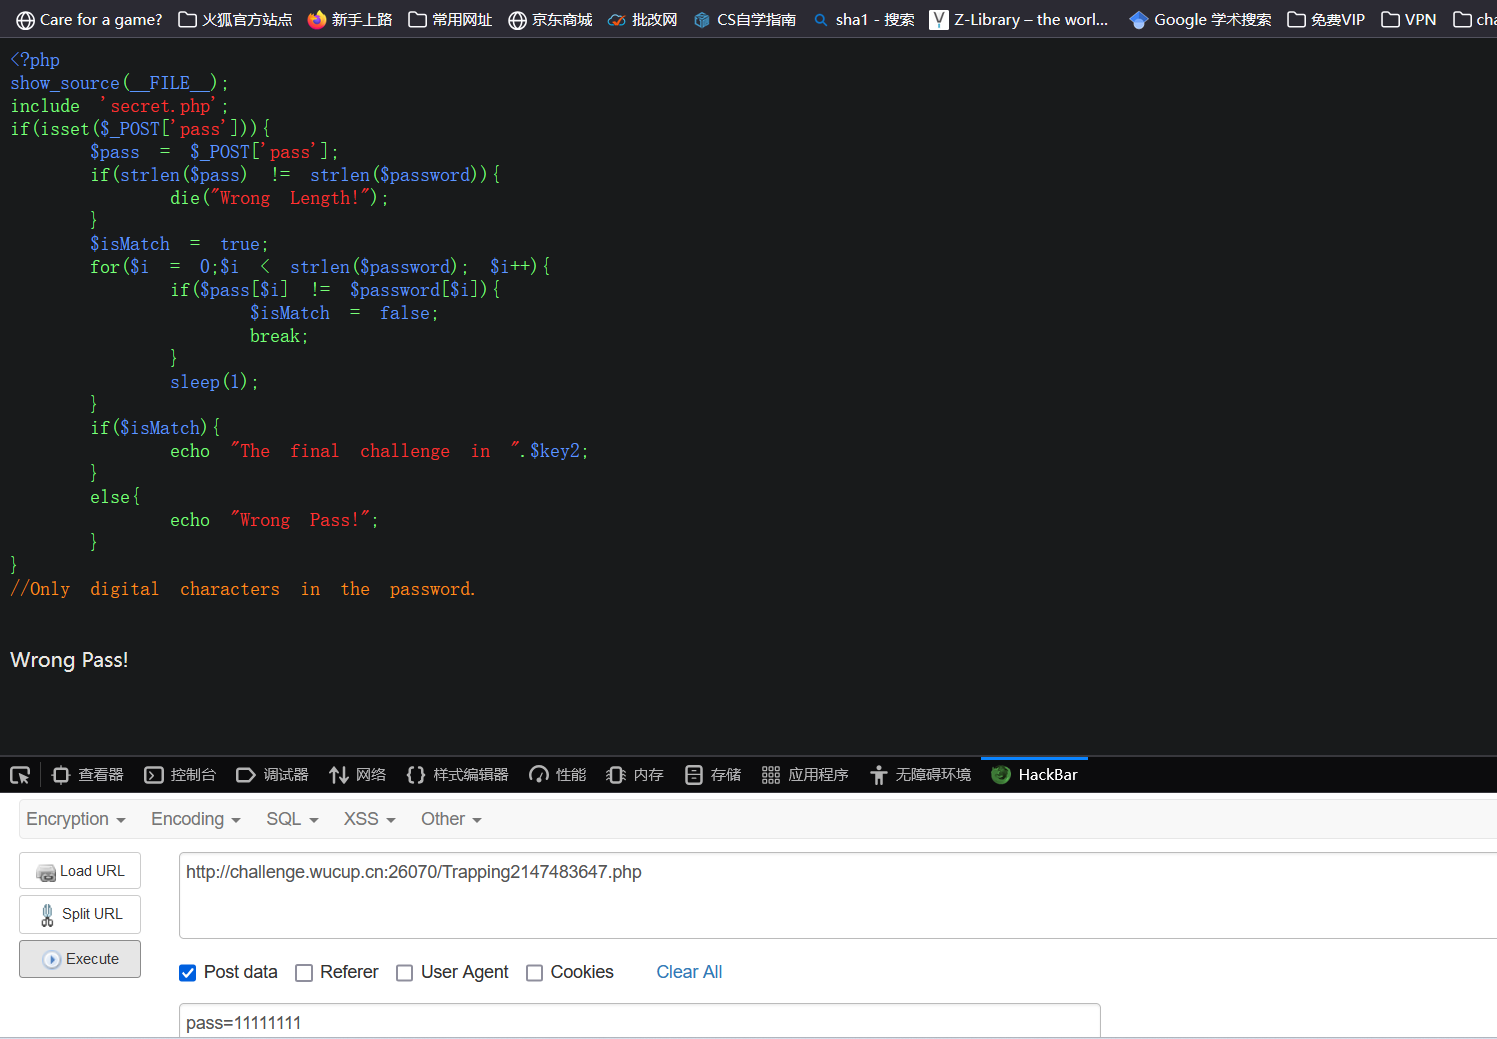 Care for a game? 火狐官方站点 新手上路 常用网址 京东商城 批改网 CS自学指南 sha1 - 搜索 Z-Library – the worl... Google 学术搜索 免费VIP VPN cha
<?php
show_source(__FILE__);
include 'secret.php';
if(isset($_POST['pass'])){
$pass = $_POST['pass'];
if(strlen($pass) != strlen($password)){
die("Wrong Length!");
}
$isMatch = true;
for($i = 0;$i < strlen($password); $i++){
if($pass[$i] != $password[$i]){
$isMatch = false;
break;
}
sleep(1);
}
if($isMatch){
echo "The final challenge in ".$key2;
}
else{
echo "Wrong Pass!";
}
}
//Only digital characters in the password.
Wrong Pass!
查看器 控制台 调试器 网络 样式编辑器 性能 内存 存储 应用程序 无障碍环境 HackBar
Encryption Encoding SQL XSS Other
Load URL
http://challenge.wucup.cn:26070/Trapping2147483647.php
Split URL
Execute
Post data Referer User Agent Cookies Clear All
pass=11111111